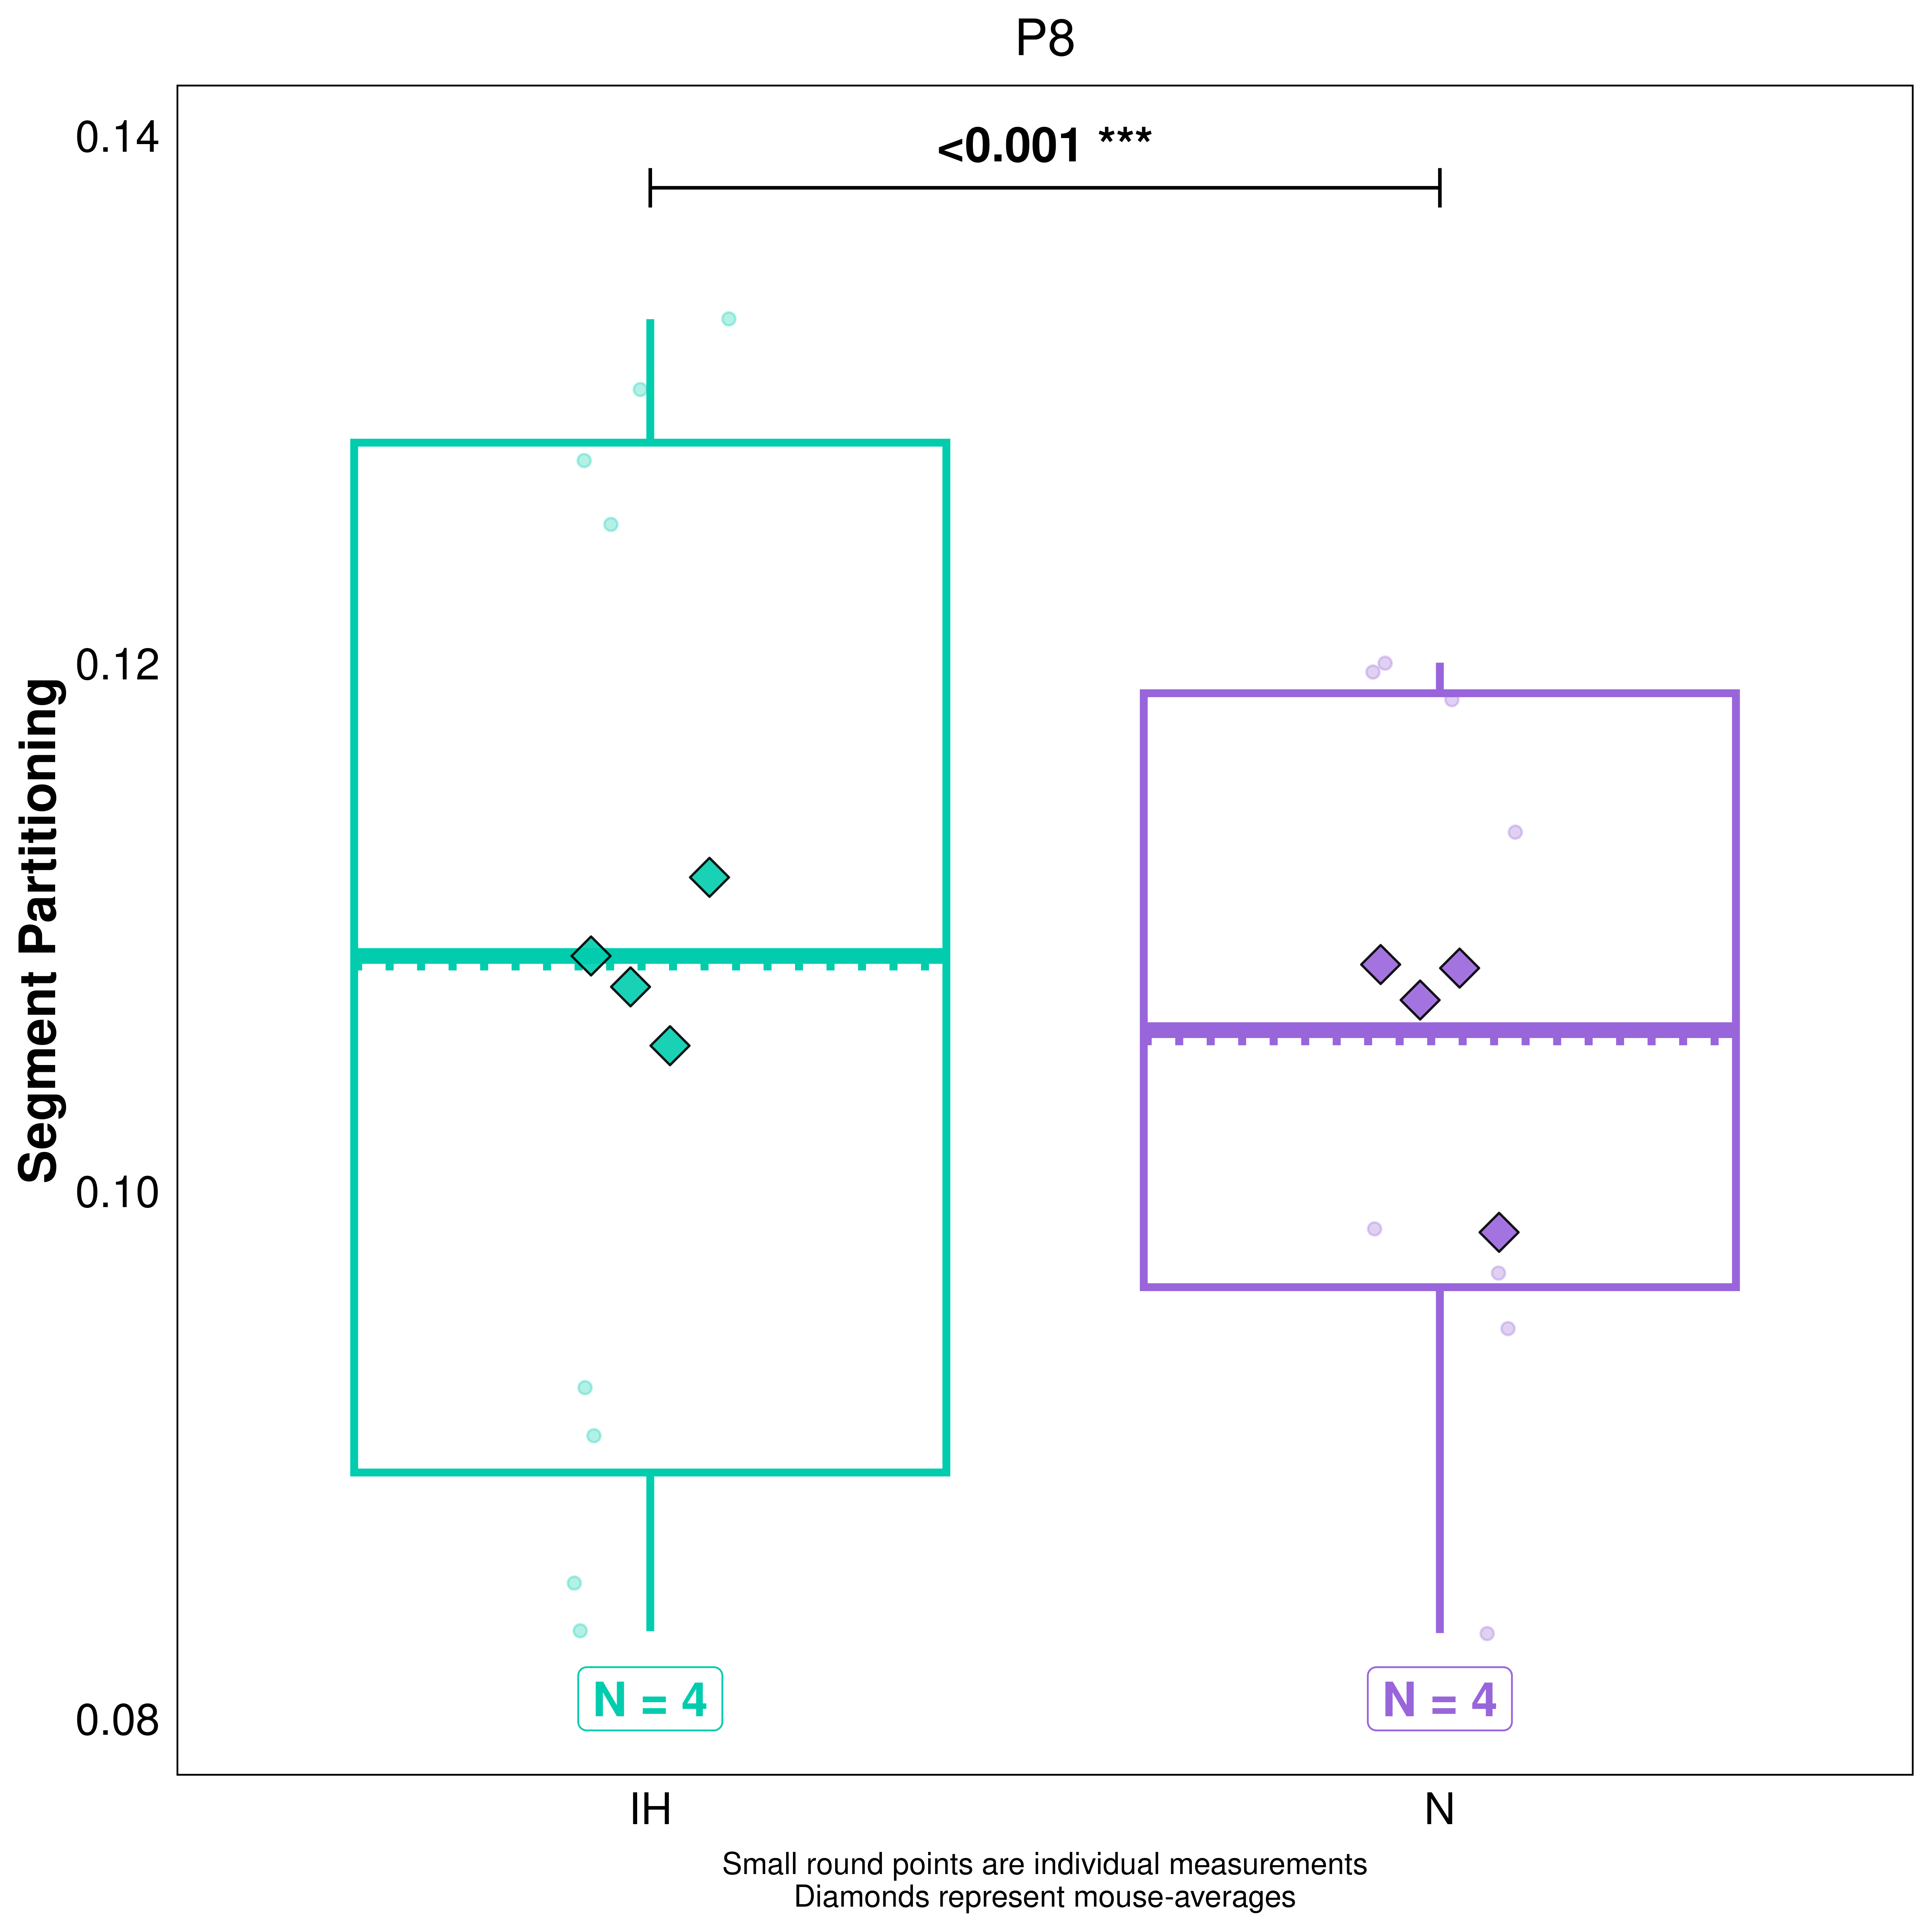 P8
<0.001 ***
Segment Partitioning
0.14
0.12
0.10
0.08
N = 4
N = 4
IH
N
Small round points are individual measurements
Diamonds represent mouse-averages